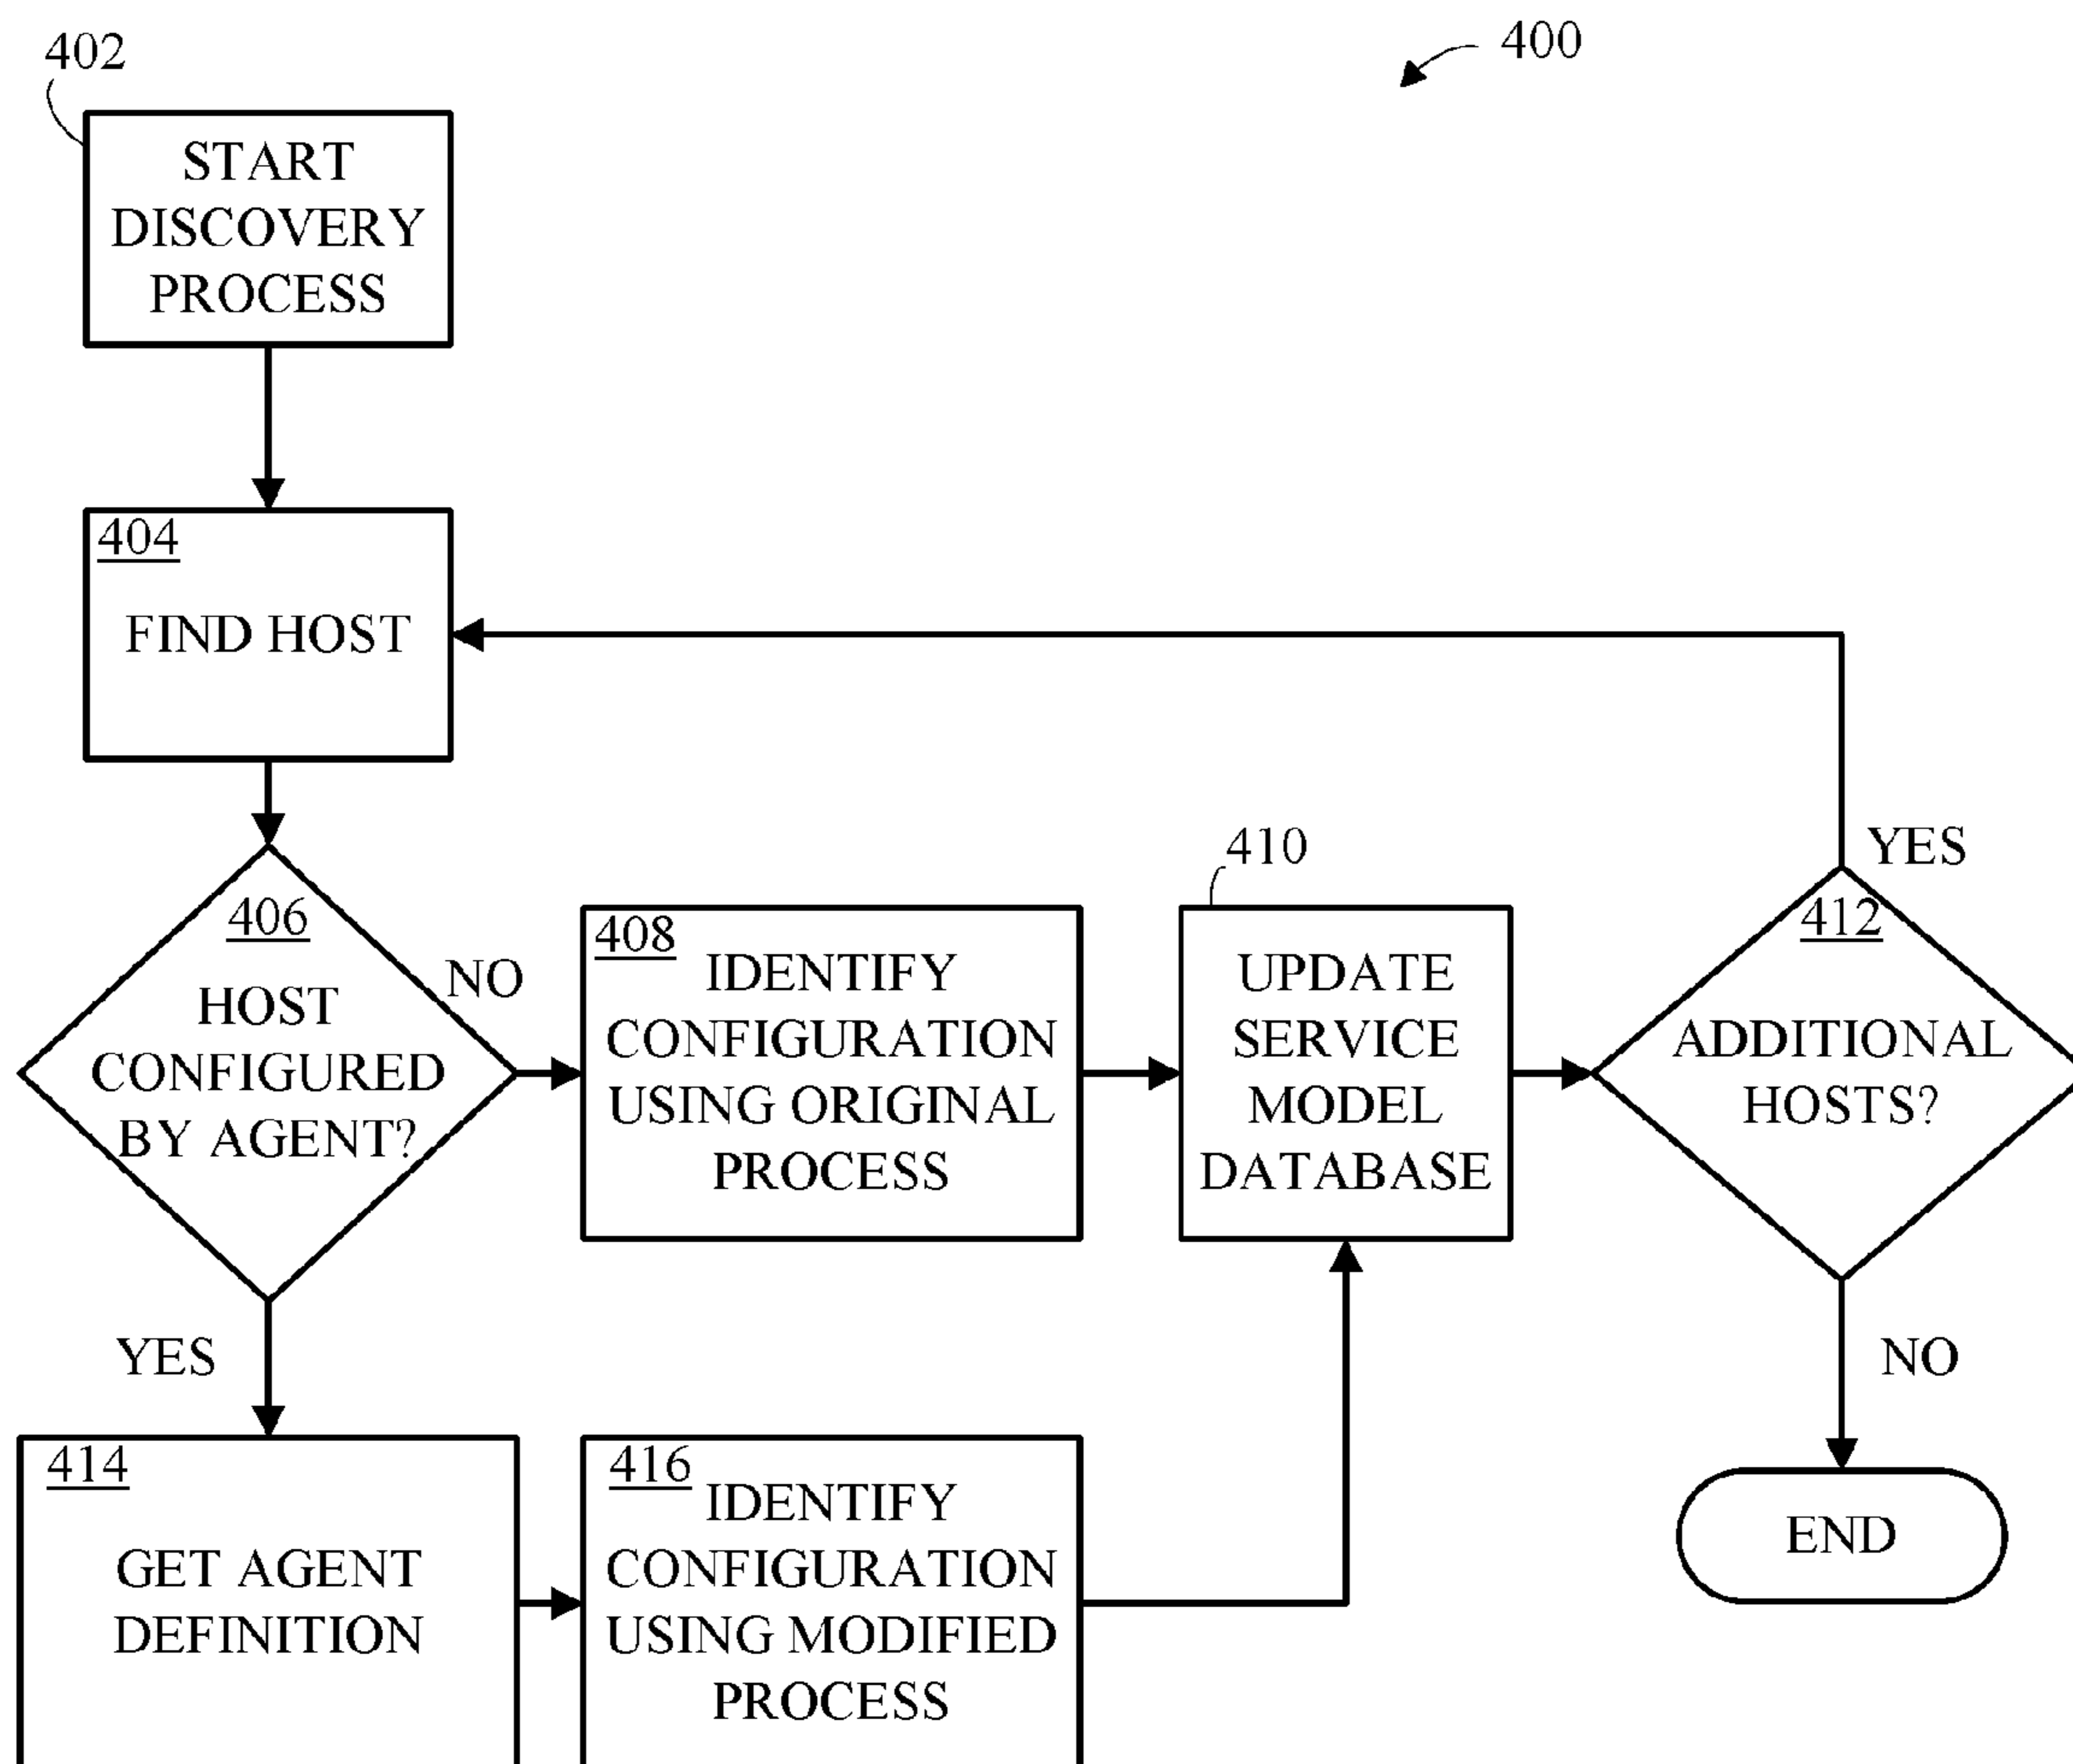 402
400
START
DISCOVERY
PROCESS
404
FIND HOST
406
HOST
CONFIGURED
BY AGENT?
NO
YES
408
IDENTIFY
CONFIGURATION
USING ORIGINAL
PROCESS
410
UPDATE
SERVICE
MODEL
DATABASE
YES
412
ADDITIONAL
HOSTS?
NO
414
GET AGENT
DEFINITION
416
IDENTIFY
CONFIGURATION
USING MODIFIED
PROCESS
END